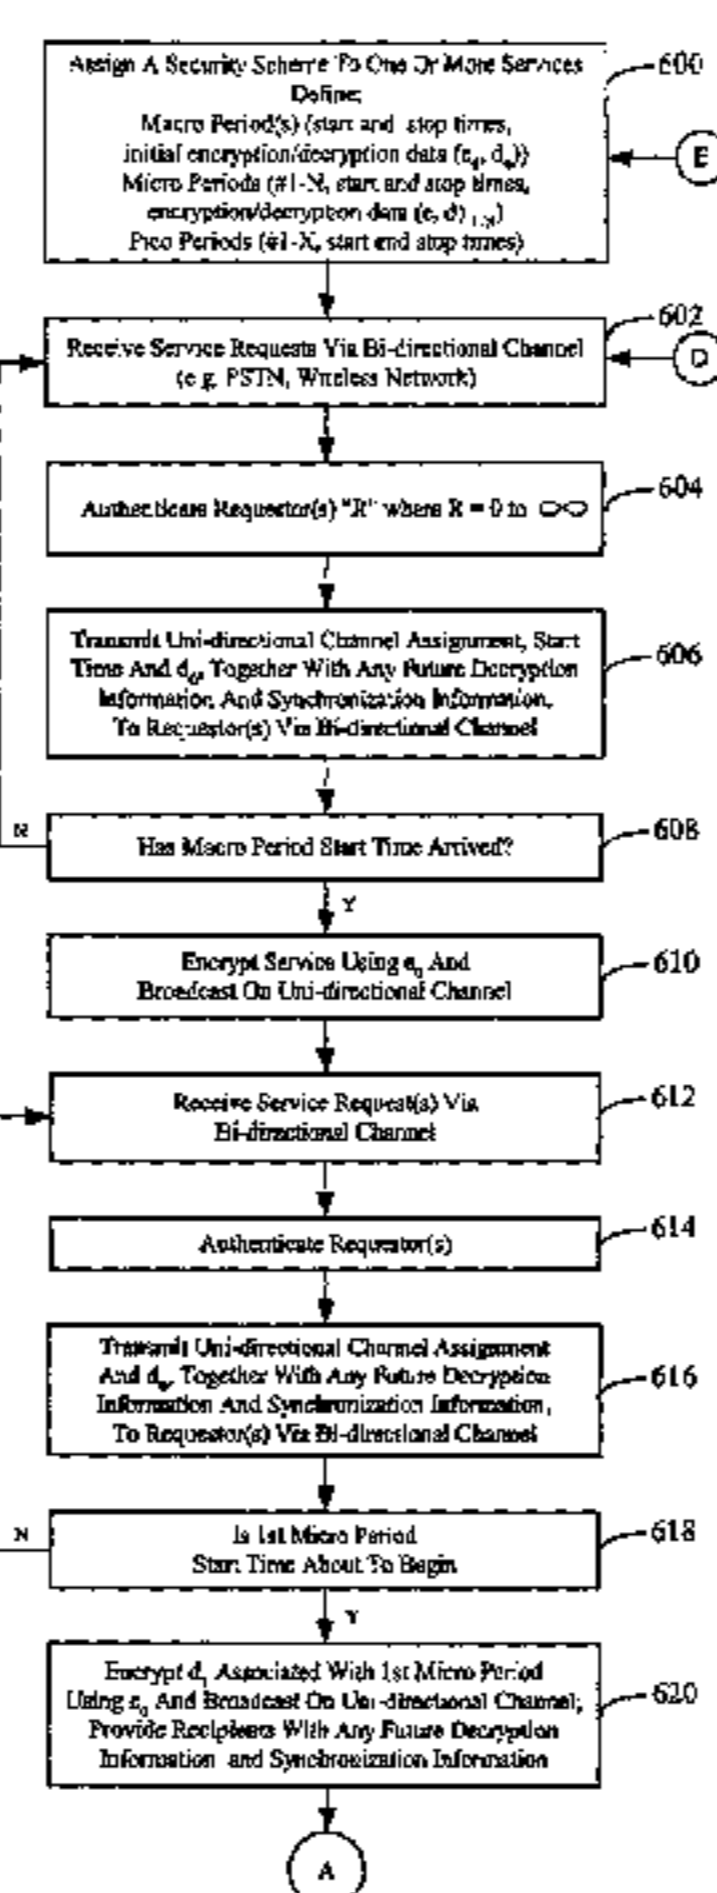 Assign A Security Scheme To One Or More Services
Define:
Macro Period(s) (start and stop times,
initial encryption/decryption data (e₀, d₀))
Micro Periods (#1-N, start and stop times,
encryption/decryption data (e, d) 1-N)
Pico Periods (#1-X, start and stop times)
600
E
602
Receive Service Requests Via Bi-directional Channel
(e.g. PSTN, Wireless Network)
D
604
Authenticate Requestor(s) "R" where R = 0 to ∞
Transmit Uni-directional Channel Assignment, Start
Time And d₀, Together With Any Future Decryption
Information And Synchronization Information,
To Requestor(s) Via Bi-directional Channel
606
N
Has Macro Period Start Time Arrived?
608
Y
Encrypt Service Using e₀ And
Broadcast On Uni-directional Channel
610
Receive Service Request(s) Via
Bi-directional Channel
612
Authenticate Requestor(s)
614
Transmit Uni-directional Channel Assignment
And d₀, Together With Any Future Decryption
Information And Synchronization Information,
To Requestor(s) Via Bi-directional Channel
616
N
Is 1st Micro Period
Start Time About To Begin
618
Y
Encrypt d₁ Associated With 1st Micro Period
Using e₀ And Broadcast On Uni-directional Channel;
Provide Recipients With Any Future Decryption
Information and Synchronization Information
620
A